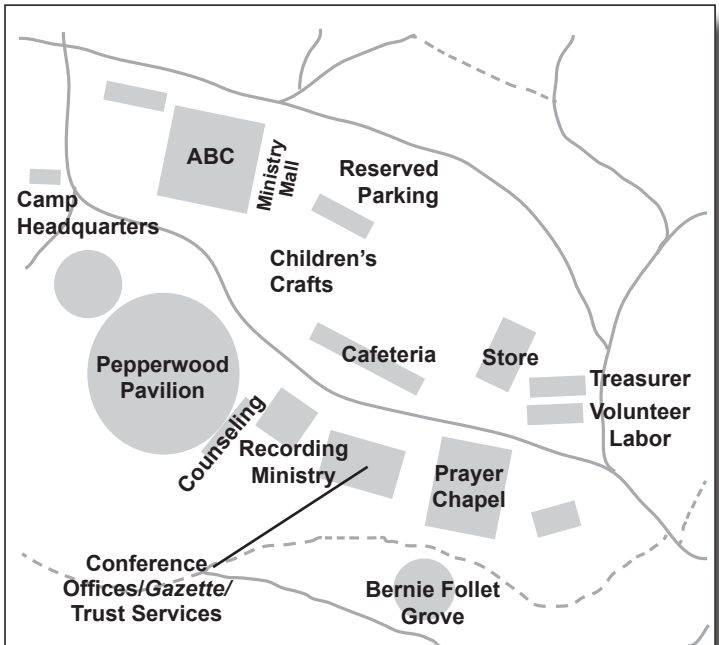 ABC
Ministry
Mall
Reserved
Parking
Camp
Headquarters
Children's
Crafts
Pepperwood
Pavilion
Cafeteria
Store
Treasurer
Volunteer
Labor
Counseling
Recording
Ministry
Prayer
Chapel
Conference
Offices/Gazette/
Trust Services
Bernie Follet
Grove